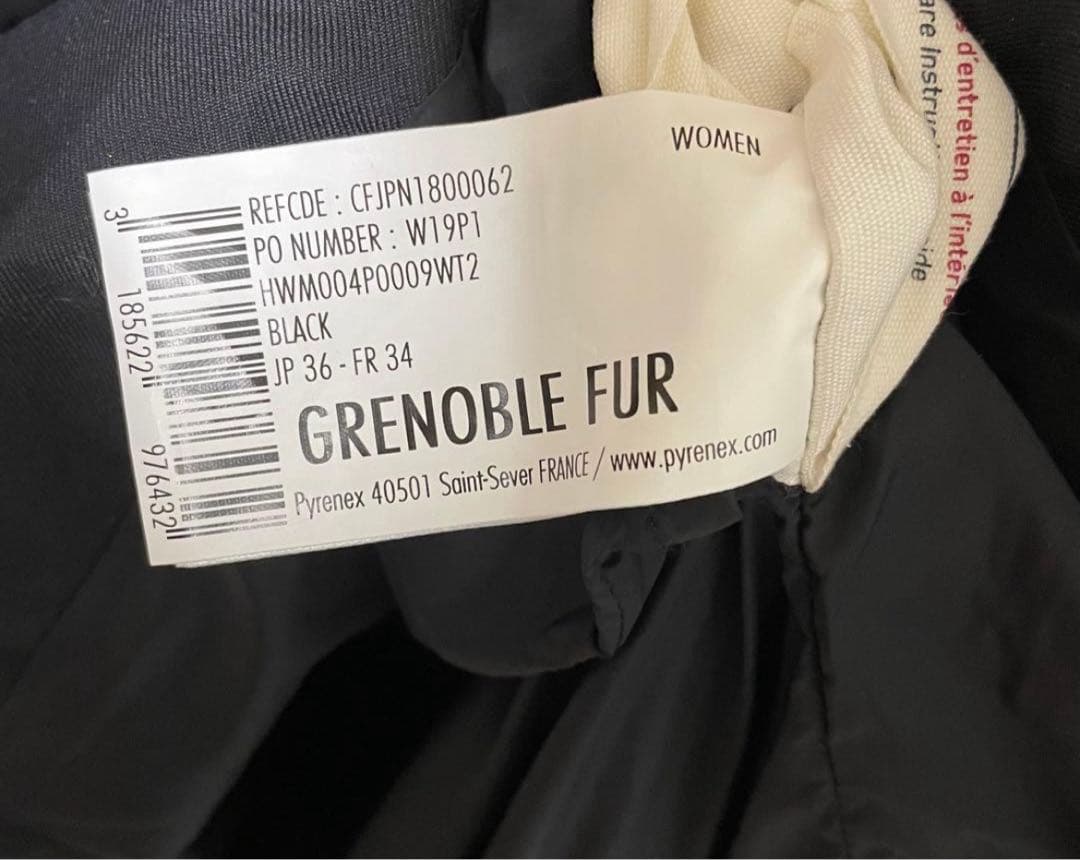 WOMEN
REFCDE : CFJPN1800062
PO NUMBER : W19P1
HWM004P0009WT2
BLACK
JP 36 - FR 34
GRENOBLE FUR
Pyrenex 40501 Saint-Sever FRANCE / www.pyrenex.com
3 185622 976432
d'entretien à l'intérie
are Instruc
ide